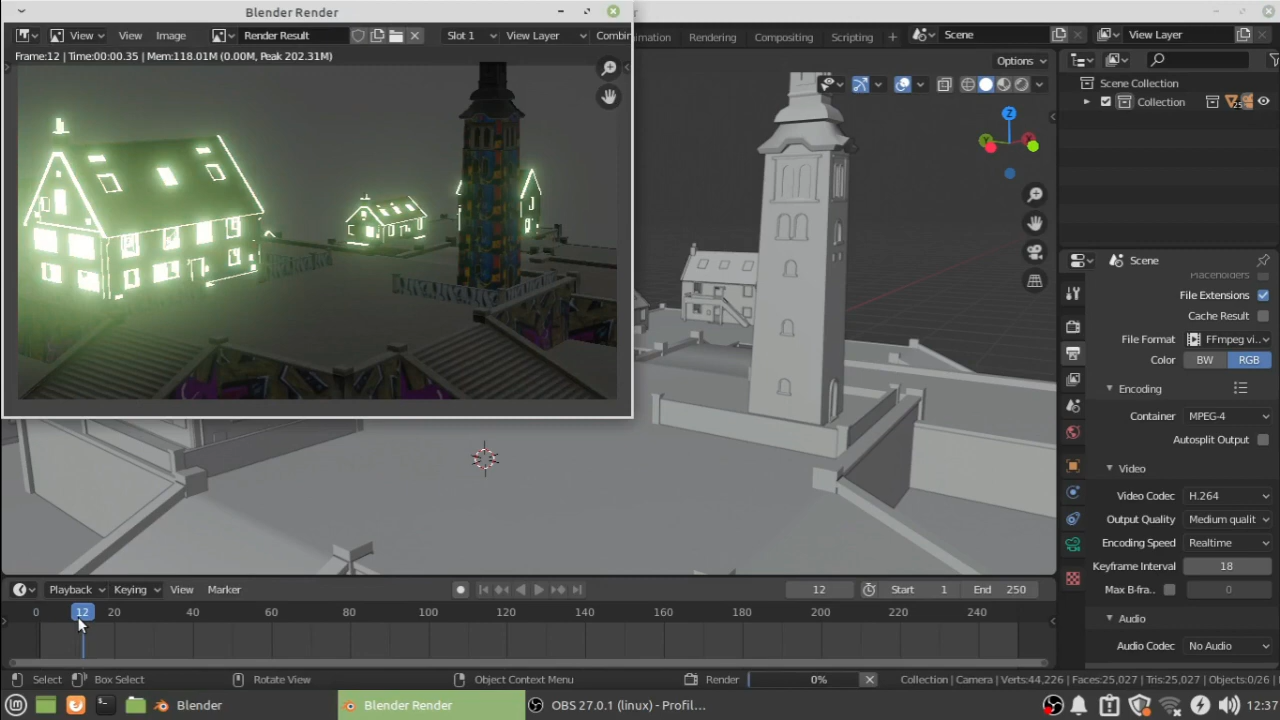 Blender Render
View
View
Image
Render Result
Slot 1
View Layer
Combin
Frame:12 | Time:00:00.35 | Mem:118.01M (0.00M, Peak 202.31M)
nimation
Rendering
Compositing
Scripting
+
Scene
View Layer
Options
Z
Scene Collection
Collection
25
Scene
Placeholders
File Extensions
Cache Result
File Format
FFmpeg vi..
Color
BW
RGB
Encoding
Container
MPEG-4
Autosplit Output
Video
Video Codec
H.264
Output Quality
Medium qualit
Encoding Speed
Realtime
Keyframe Interval
18
Max B-fra..
0
Audio
Audio Codec
No Audio
Playback
Keying
View
Marker
12
Start
1
End
250
0
12
20
40
60
80
100
120
140
160
180
200
220
240
Select
Box Select
Rotate View
Object Context Menu
Render
0%
Collection | Camera | Verts:44,226 | Faces:25,027 | Tris:25,027 | Objects:0/26
Blender
Blender Render
OBS 27.0.1 (linux) - Profil...
12:37